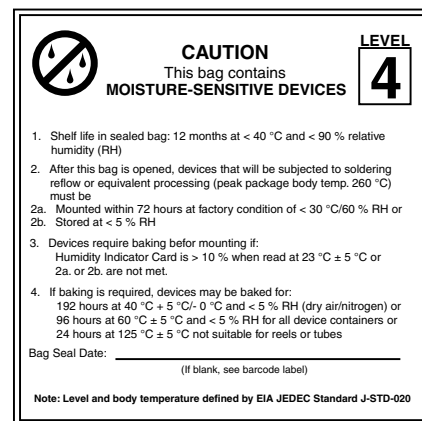 LEVEL
CAUTION
This bag contains
MOISTURE-SENSITIVE DEVICES
4
1. Shelf life in sealed bag: 12 months at < 40 °C and < 90 % relative
humidity (RH)
2. After this bag is opened, devices that will be subjected to soldering
reflow or equivalent processing (peak package body temp. 260 °C)
must be
2a. Mounted within 72 hours at factory condition of < 30 °C/60 % RH or
2b. Stored at < 5 % RH
3. Devices require baking befor mounting if:
Humidity Indicator Card is > 10 % when read at 23 °C ± 5 °C or
2a. or 2b. are not met.
4. If baking is required, devices may be baked for:
192 hours at 40 °C + 5 °C/- 0 °C and < 5 % RH (dry air/nitrogen) or
96 hours at 60 °C ± 5 °C and < 5 % RH for all device containers or
24 hours at 125 °C ± 5 °C not suitable for reels or tubes
Bag Seal Date:
(If blank, see barcode label)
Note: Level and body temperature defined by EIA JEDEC Standard J-STD-020